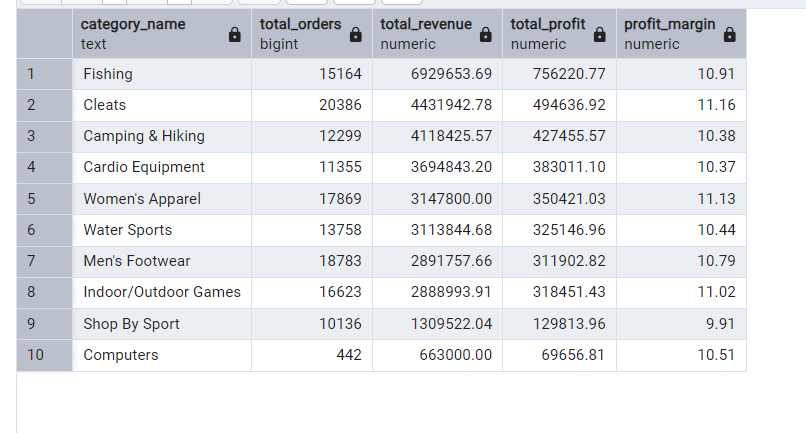 category_name total_orders total_revenue total_profit profit_margin
text bigint numeric numeric numeric
1 Fishing 15164 6929653.69 756220.77 10.91
2 Cleats 20386 4431942.78 494636.92 11.16
3 Camping & Hiking 12299 4118425.57 427455.57 10.38
4 Cardio Equipment 11355 3694843.20 383011.10 10.37
5 Women's Apparel 17869 3147800.00 350421.03 11.13
6 Water Sports 13758 3113844.68 325146.96 10.44
7 Men's Footwear 18783 2891757.66 311902.82 10.79
8 Indoor/Outdoor Games 16623 2888993.91 318451.43 11.02
9 Shop By Sport 10136 1309522.04 129813.96 9.91
10 Computers 442 663000.00 69656.81 10.51